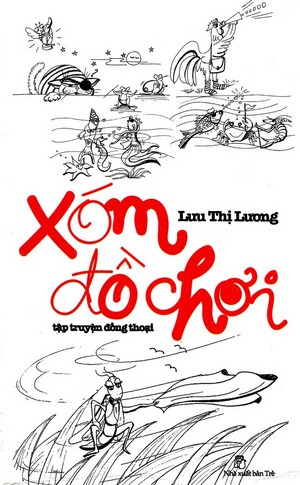 Lưu Thị Lương
xóm
đồ chơi
tập truyện đồng thoại
Nhà xuất bản Trẻ